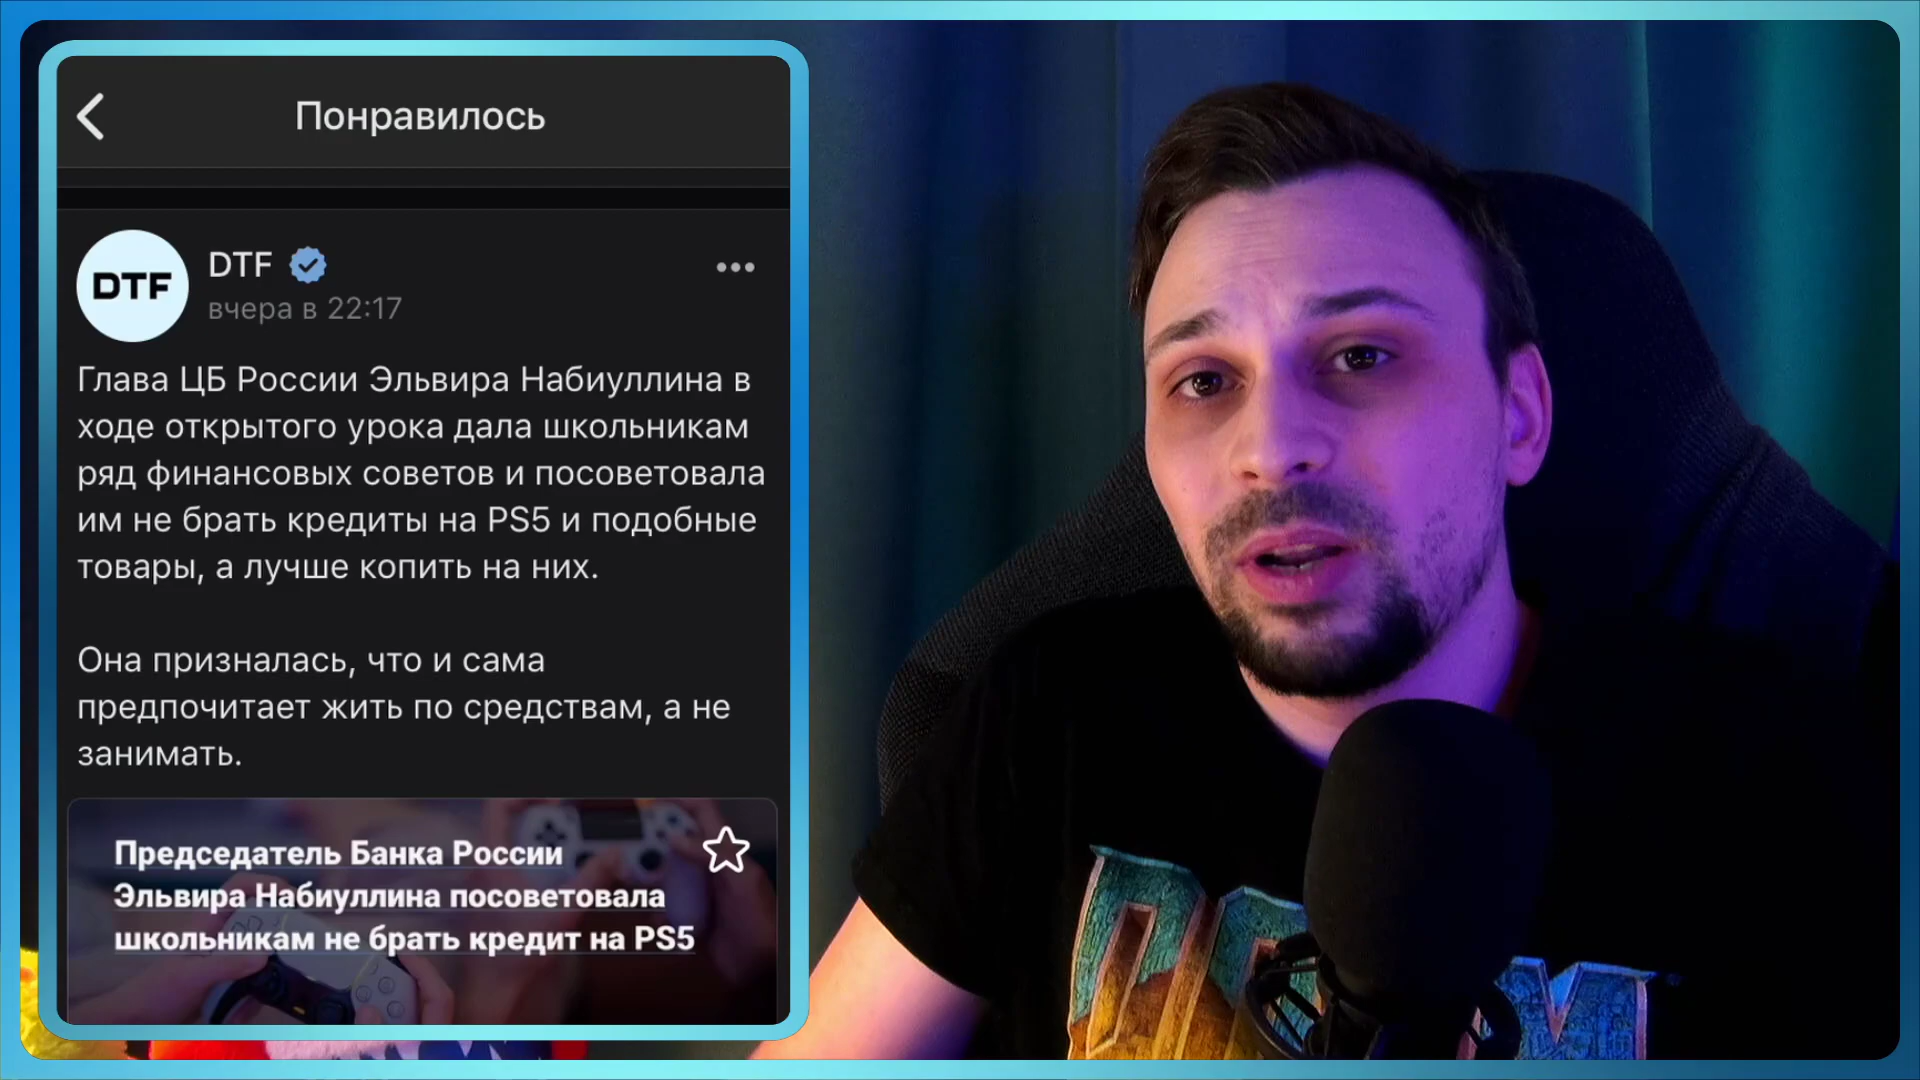 Понравилось
DTF
DTF
вчера в 22:17
Глава ЦБ России Эльвира Набиуллина в
ходе открытого урока дала школьникам
ряд финансовых советов и посоветовала
им не брать кредиты на PS5 и подобные
товары, а лучше копить на них.
Она призналась, что и сама
предпочитает жить по средствам, а не
занимать.
Председатель Банка России
Эльвира Набиуллина посоветовала
школьникам не брать кредит на PS5